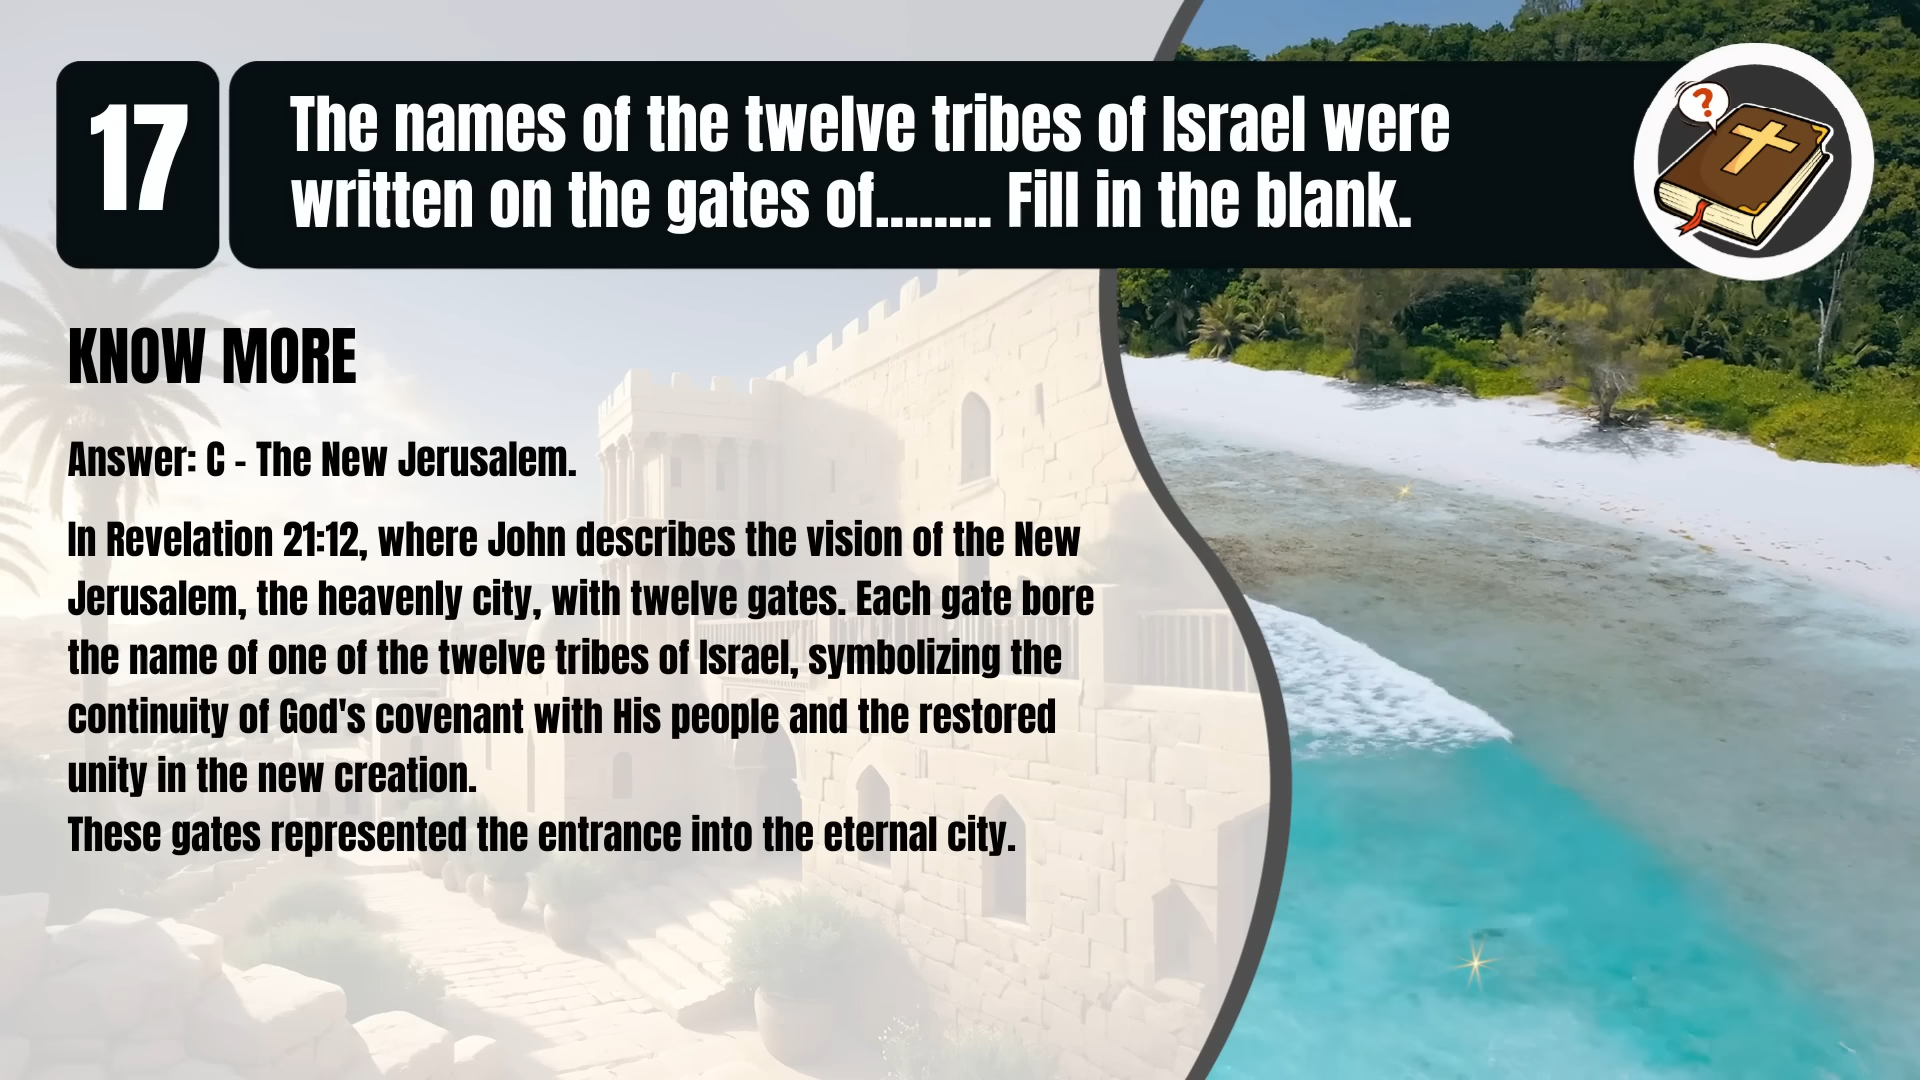 17
The names of the twelve tribes of Israel were
written on the gates of........ Fill in the blank.
?
KNOW MORE
Answer: C - The New Jerusalem.
In Revelation 21:12, where John describes the vision of the New
Jerusalem, the heavenly city, with twelve gates. Each gate bore
the name of one of the twelve tribes of Israel, symbolizing the
continuity of God's covenant with His people and the restored
unity in the new creation.
These gates represented the entrance into the eternal city.